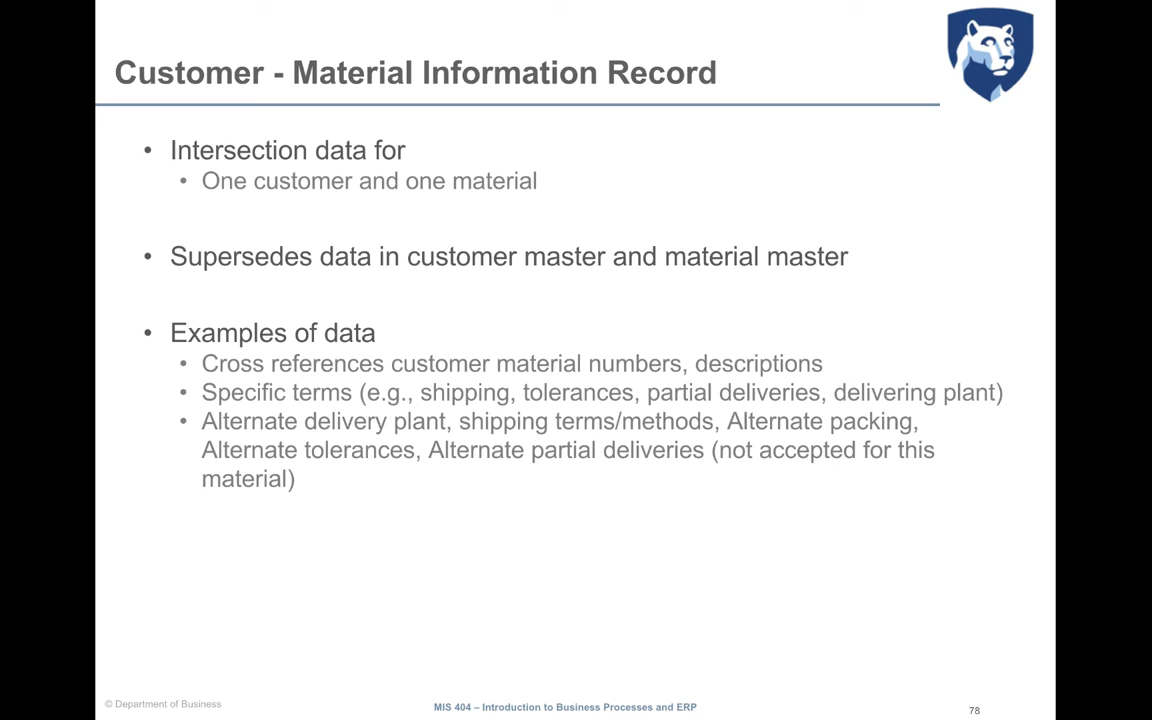 Customer - Material Information Record
• Intersection data for
• One customer and one material
• Supersedes data in customer master and material master
• Examples of data
• Cross references customer material numbers, descriptions
• Specific terms (e.g., shipping, tolerances, partial deliveries, delivering plant)
• Alternate delivery plant, shipping terms/methods, Alternate packing,
Alternate tolerances, Alternate partial deliveries (not accepted for this
material)
© Department of Business
MIS 404 – Introduction to Business Processes and ERP
78